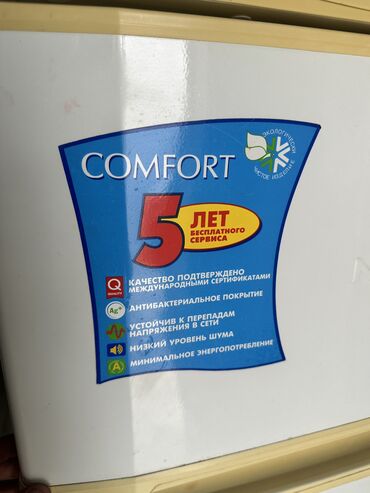 ЭКОЛОГИЧЕСКИ
ЧИСТОЕ ИЗДЕЛИЕ
COMFORT
5 ЛЕТ
БЕСПЛАТНОГО
СЕРВИСА
Q
КАЧЕСТВО ПОДТВЕРЖДЕНО
МЕЖДУНАРОДНЫМИ СЕРТИФИКАТАМИ
Ag+
АНТИБАКТЕРИАЛЬНОЕ ПОКРЫТИЕ
УСТОЙЧИВ К ПЕРЕПАДАМ
НАПРЯЖЕНИЯ В СЕТИ
НИЗКИЙ УРОВЕНЬ ШУМА
A
МИНИМАЛЬНОЕ ЭНЕРГОПОТРЕБЛЕНИЕ